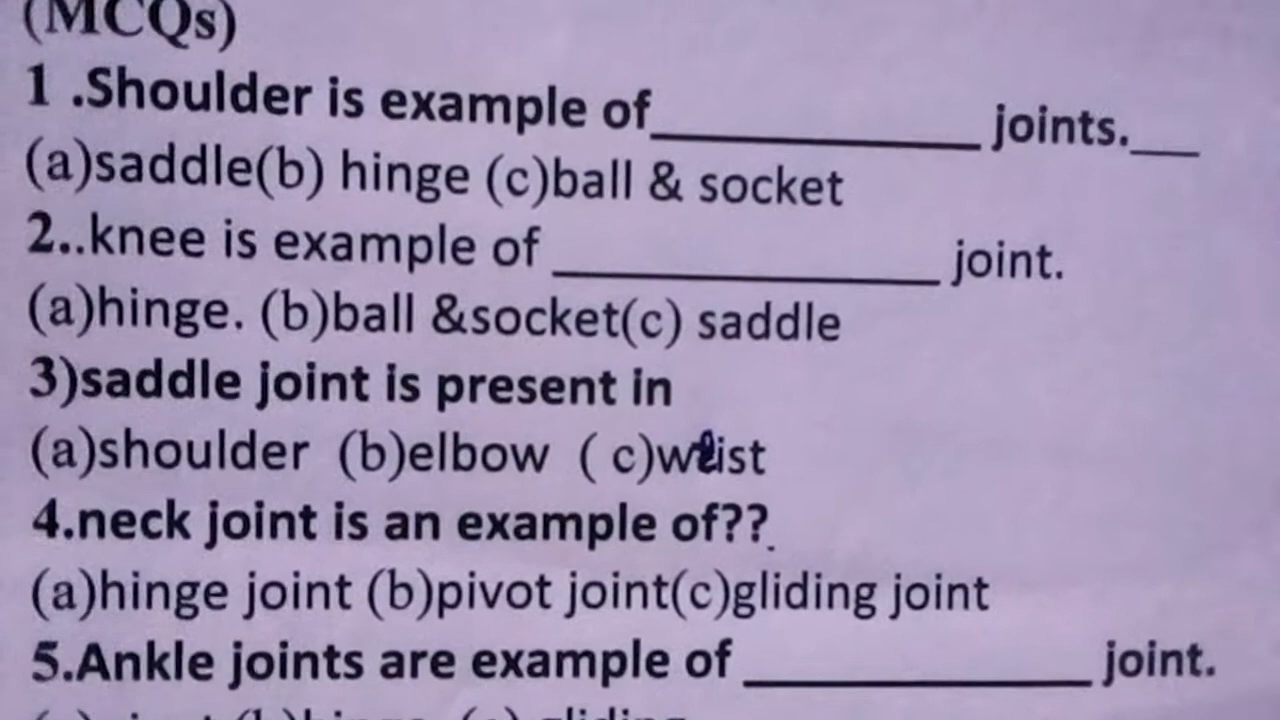 (MCQs)
1 .Shoulder is example of____________ joints.___
(a)saddle(b) hinge (c)ball & socket
2..knee is example of ______________ joint.
(a)hinge. (b)ball &socket(c) saddle
3)saddle joint is present in
(a)shoulder (b)elbow ( c)wrist
4.neck joint is an example of??
(a)hinge joint (b)pivot joint(c)gliding joint
5.Ankle joints are example of ____________ joint.